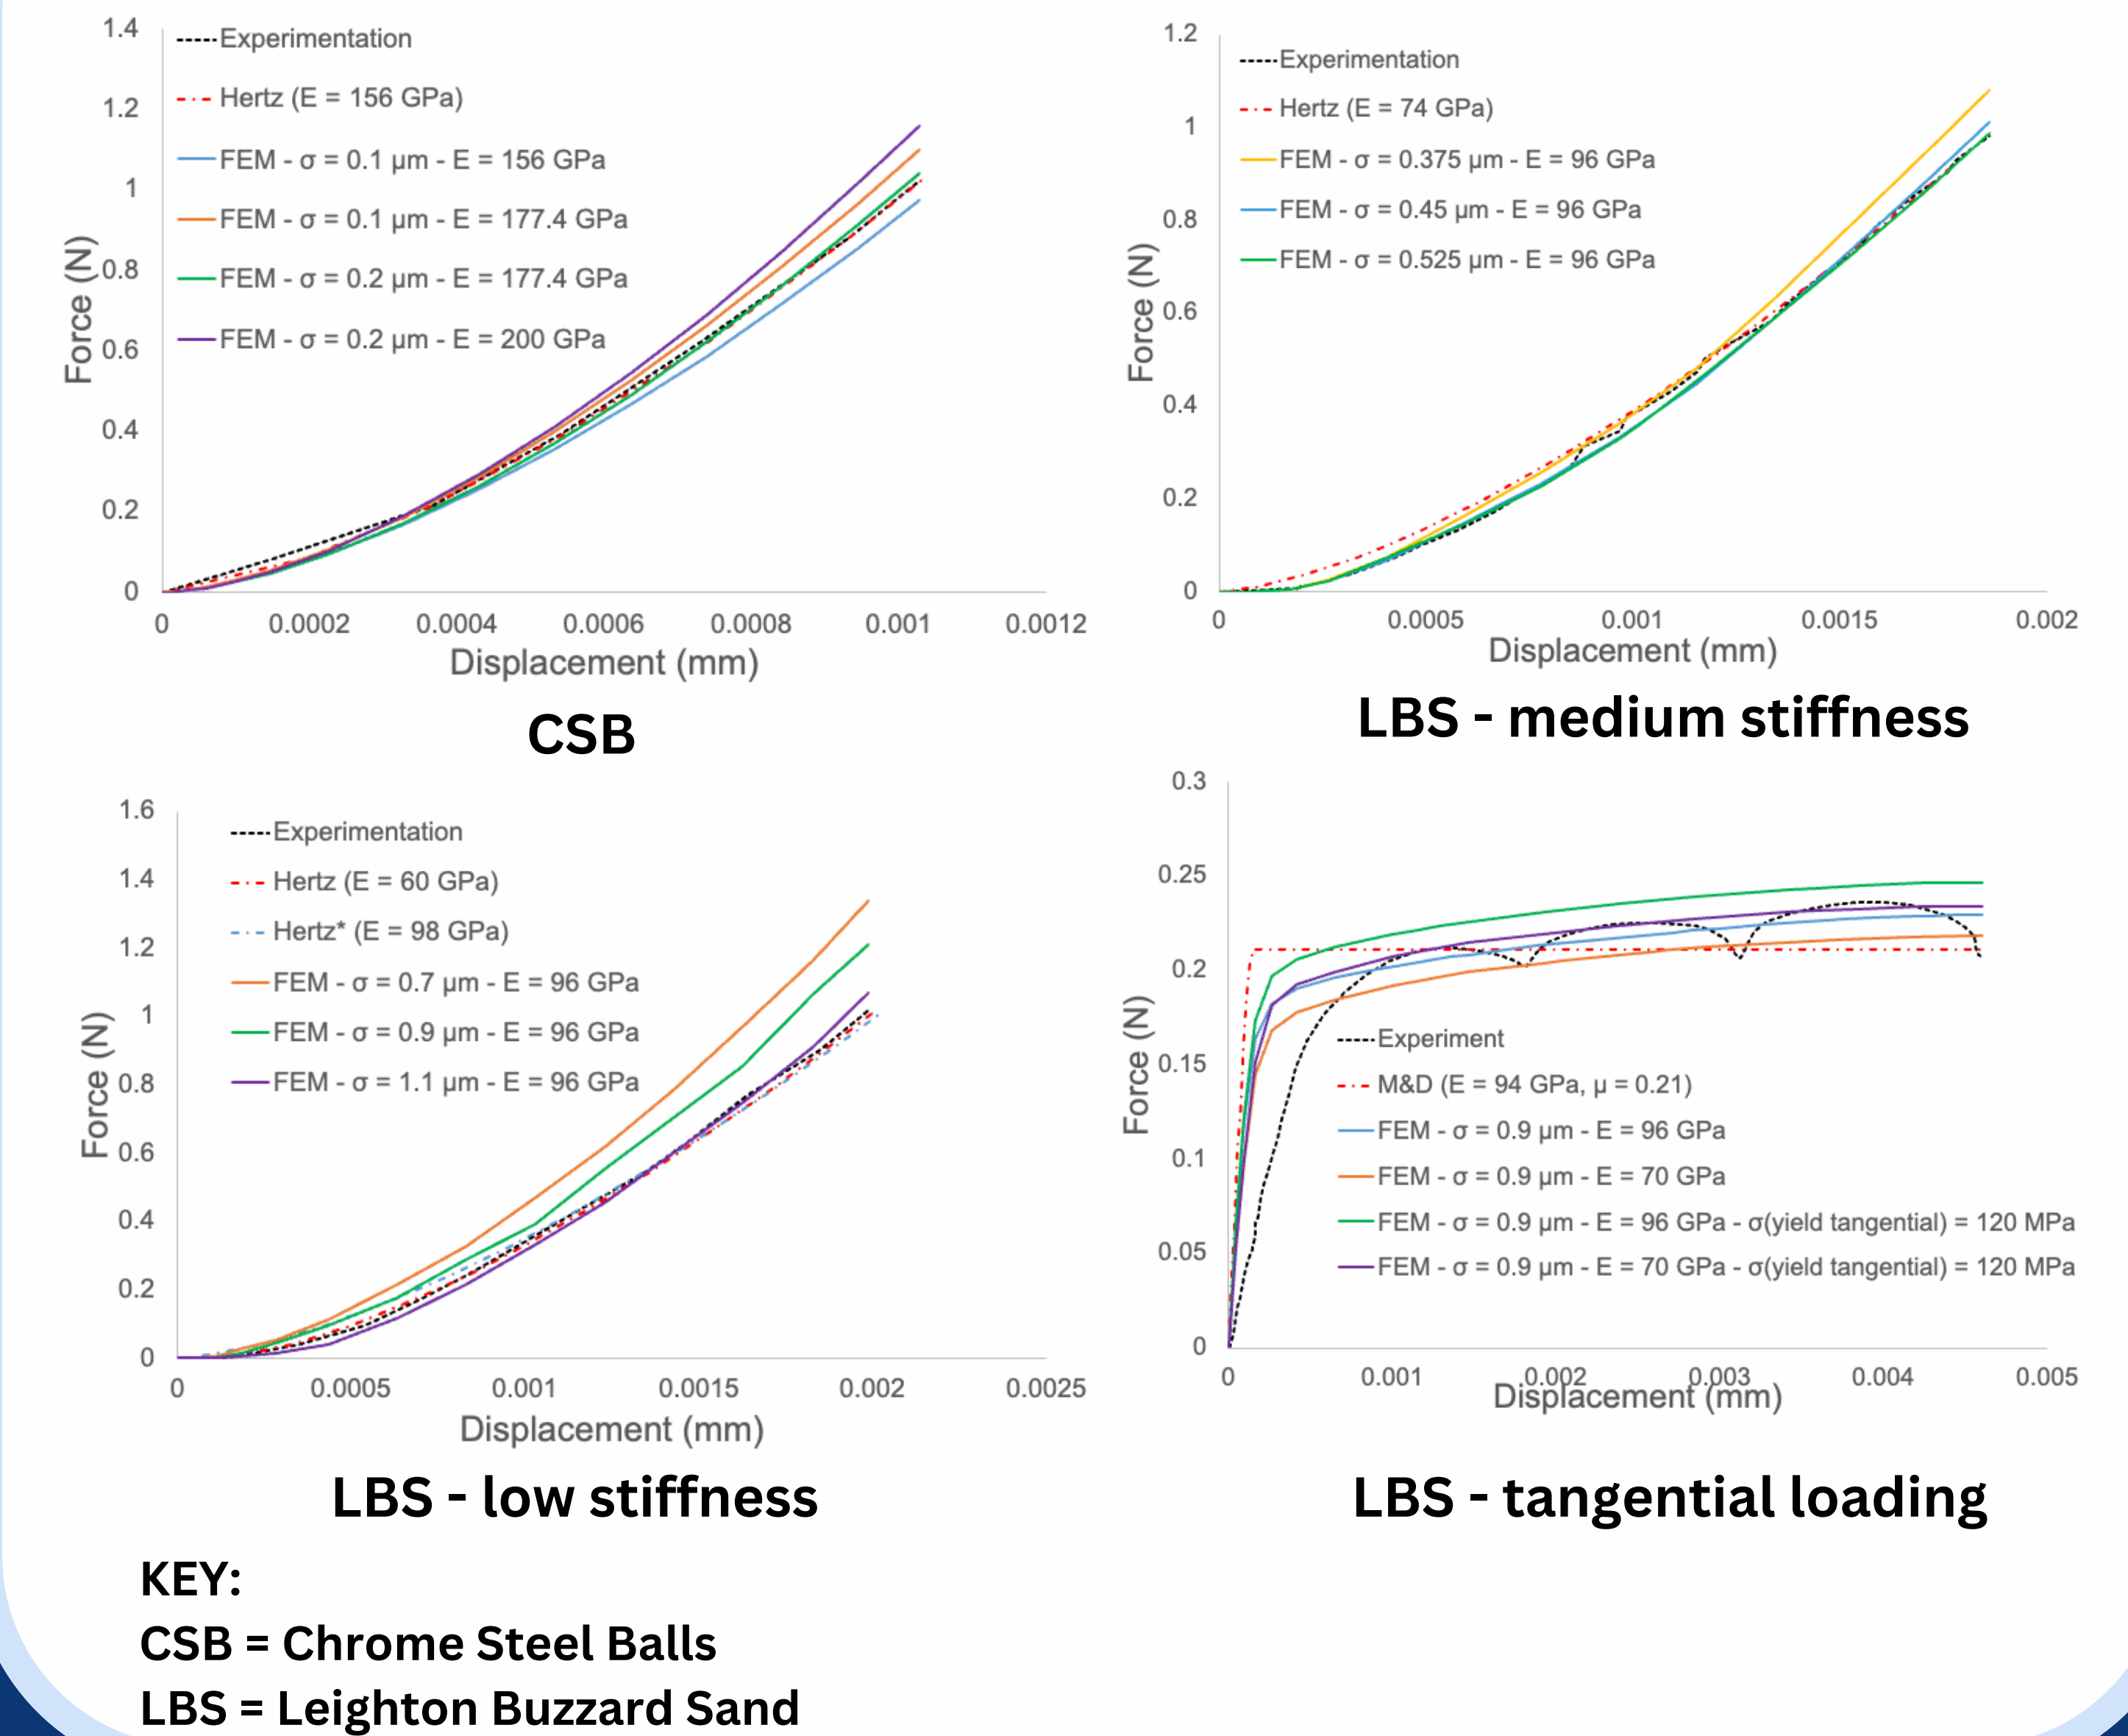 1.4
1.2
1
0.8
0.6
0.4
0.2
0
Force (N)
Experimentation
Hertz (E = 156 GPa)
FEM - σ = 0.1 μm - E = 156 GPa
FEM - σ = 0.1 μm - E = 177.4 GPa
FEM - σ = 0.2 μm - E = 177.4 GPa
FEM - σ = 0.2 μm - E = 200 GPa
0 0.0002 0.0004 0.0006 0.0008 0.001 0.0012
Displacement (mm)
CSB
1.2
1
0.8
0.6
0.4
0.2
0
Force (N)
Experimentation
Hertz (E = 74 GPa)
FEM - σ = 0.375 μm - E = 96 GPa
FEM - σ = 0.45 μm - E = 96 GPa
FEM - σ = 0.525 μm - E = 96 GPa
0 0.0005 0.001 0.0015 0.002
Displacement (mm)
LBS - medium stiffness
1.6
1.4
1.2
1
0.8
0.6
0.4
0.2
0
Force (N)
Experimentation
Hertz (E = 60 GPa)
Hertz* (E = 98 GPa)
FEM - σ = 0.7 μm - E = 96 GPa
FEM - σ = 0.9 μm - E = 96 GPa
FEM - σ = 1.1 μm - E = 96 GPa
0 0.0005 0.001 0.0015 0.002 0.0025
Displacement (mm)
LBS - low stiffness
0.3
0.25
0.2
0.15
0.1
0.05
0
Force (N)
Experiment
M&D (E = 94 GPa, μ = 0.21)
FEM - σ = 0.9 μm - E = 96 GPa
FEM - σ = 0.9 μm - E = 70 GPa
FEM - σ = 0.9 μm - E = 96 GPa - σ(yield tangential) = 120 MPa
FEM - σ = 0.9 μm - E = 70 GPa - σ(yield tangential) = 120 MPa
0 0.001 0.002 0.003 0.004 0.005
Displacement (mm)
LBS - tangential loading
KEY:
CSB = Chrome Steel Balls
LBS = Leighton Buzzard Sand